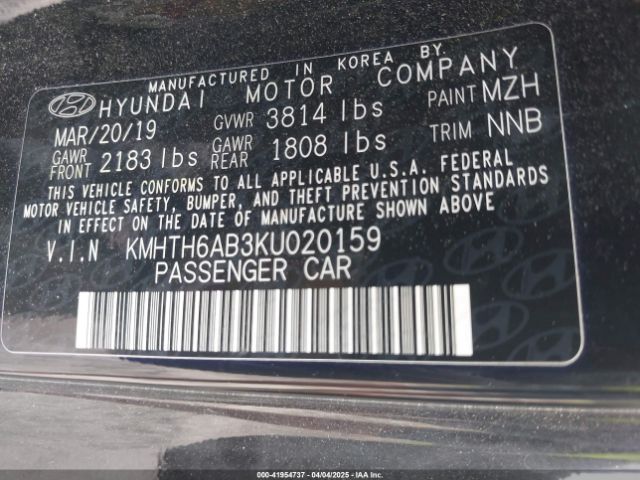 MANUFACTURED IN KOREA BY.
HYUNDAI MOTOR COMPANY
MAR/20/19 GVWR 3814 lbs PAINT MZH
GAWR FRONT 2183 lbs GAWR REAR 1808 lbs TRIM NNB
THIS VEHICLE CONFORMS TO ALL APPLICABLE U.S.A. FEDERAL
MOTOR VEHICLE SAFETY, BUMPER, AND THEFT PREVENTION STANDARDS
IN EFFECT ON THE DATE OF MANUFACTURE SHOWN ABOVE.
V.I.N KMHTH6AB3KU020159
PASSENGER CAR
000-41954737 - 04/04/2025 - IAA Inc.